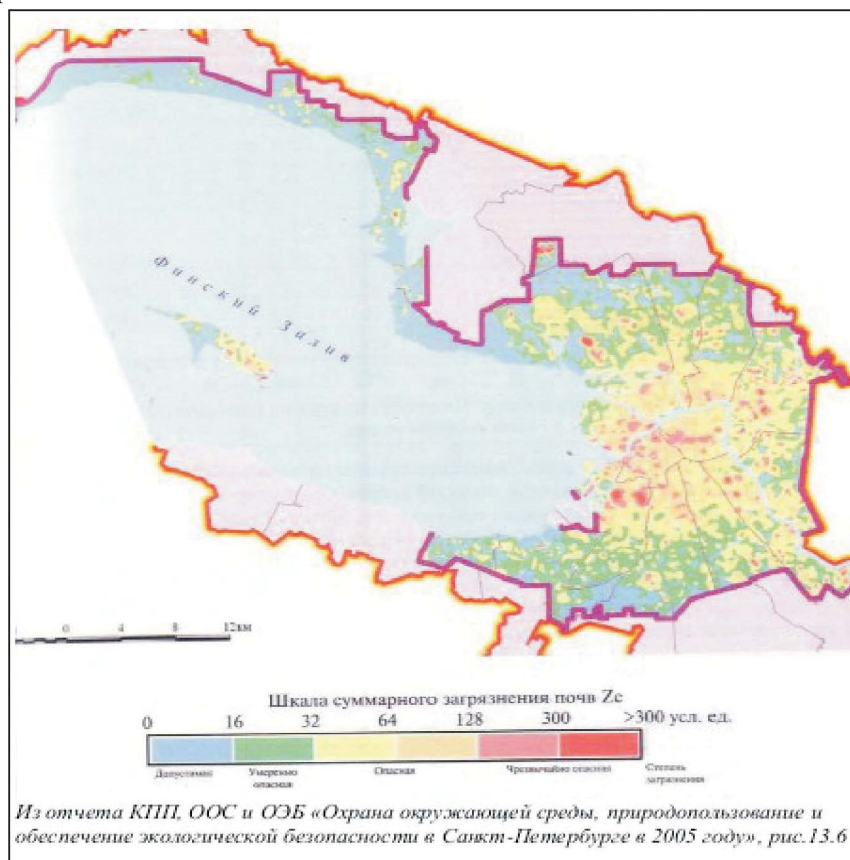 Финский Залив
0 4 8 12км
Шкала суммарного загрязнения почв Zc
0 16 32 64 128 300 >300 усл. ед.
Допустимая Умеренно опасная Опасная Чрезвычайно опасная Степень загрязнения
Из отчета КПП, ООС и ОЭБ «Охрана окружающей среды, природопользование и
обеспечение экологической безопасности в Санкт-Петербурге в 2005 году», рис.13.6